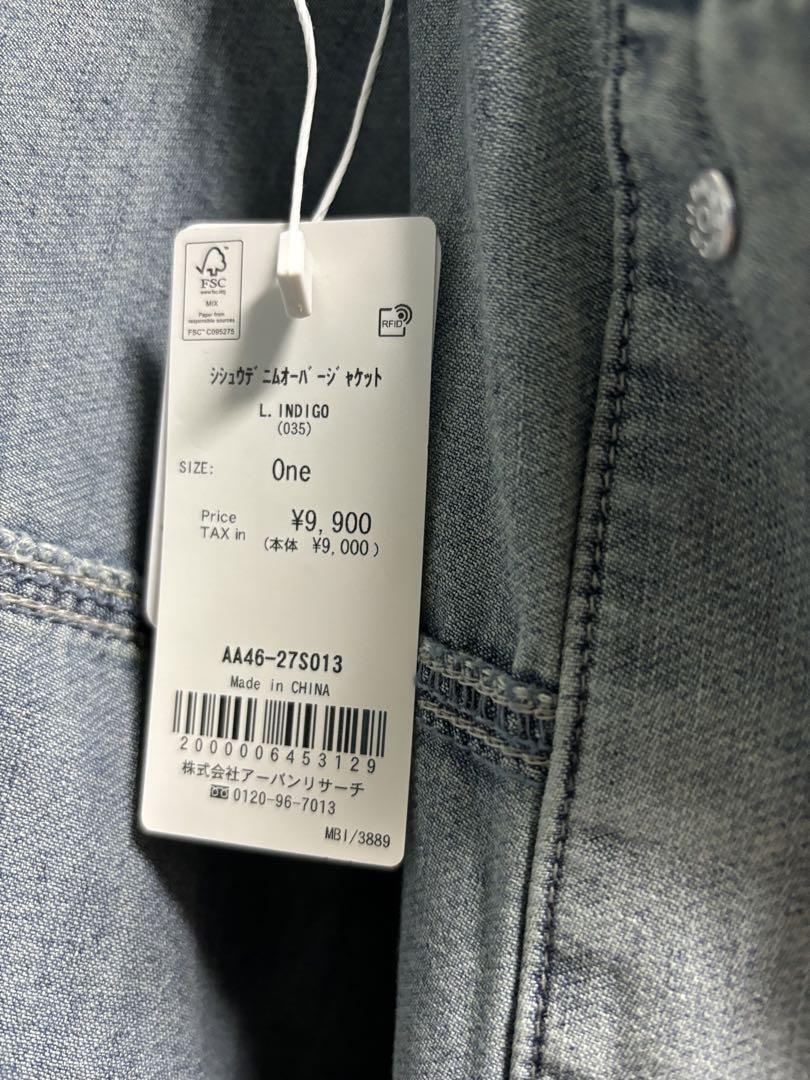 FSC
www.fsc.org
MIX
Paper from
responsible sources
FSC™ C095275
RFID
ｼｼｭｳﾃﾞﾆﾑｵｰﾊﾞｰｼﾞｬｹｯﾄ
L. INDIGO
(035)
SIZE: One
Price ¥9,900
TAX in (本体 ¥9,000)
AA46-27S013
Made in CHINA
2000006453129
株式会社アーバンリサーチ
0120-96-7013
MBI/3889